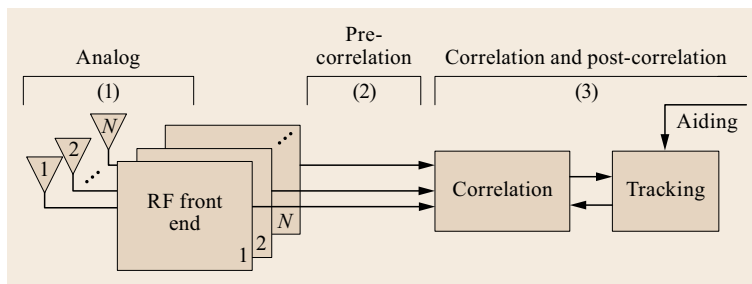 Analog
(1)
Pre-
correlation
(2)
Correlation and post-correlation
(3)
Aiding
N
2
1
RF front
end
1
2
N
Correlation
Tracking